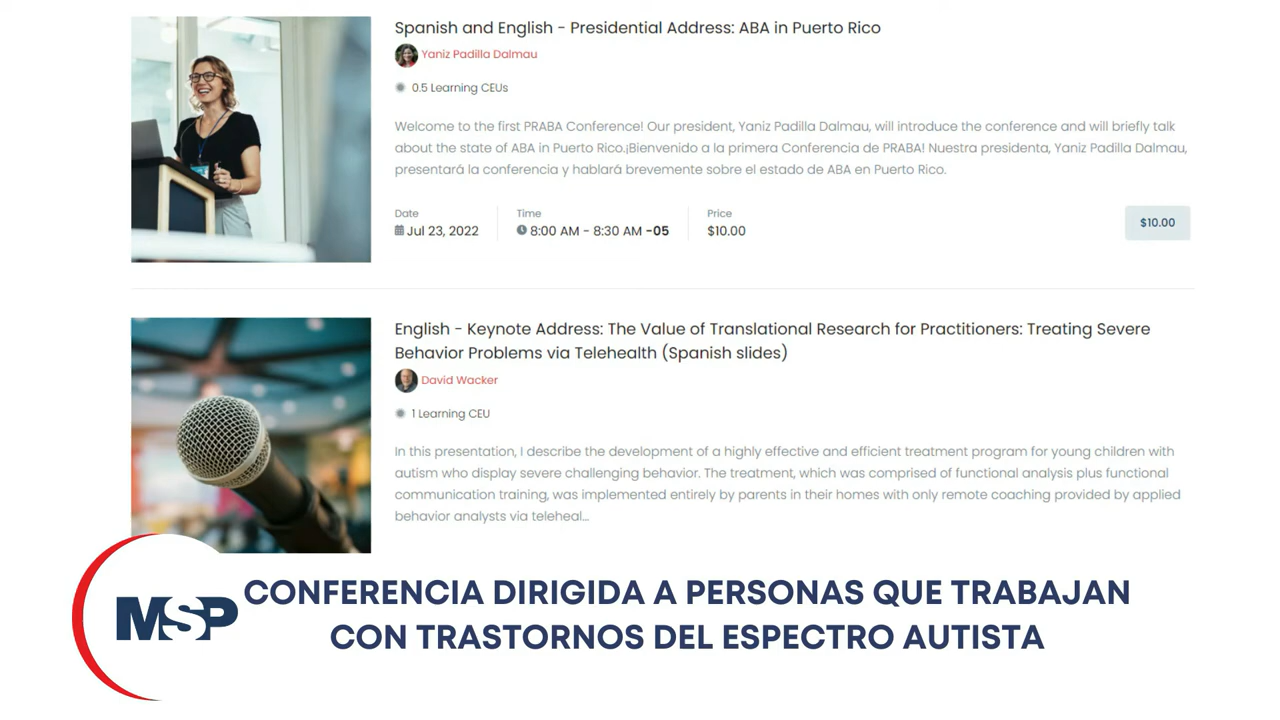 Spanish and English - Presidential Address: ABA in Puerto Rico
Yaniz Padilla Dalmau
0.5 Learning CEUs
Welcome to the first PRABA Conference! Our president, Yaniz Padilla Dalmau, will introduce the conference and will briefly talk
about the state of ABA in Puerto Rico.¡Bienvenido a la primera Conferencia de PRABA! Nuestra presidenta, Yaniz Padilla Dalmau,
presentará la conferencia y hablará brevemente sobre el estado de ABA en Puerto Rico.
Date Time Price
Jul 23, 2022 8:00 AM - 8:30 AM -05 $10.00
$10.00
English - Keynote Address: The Value of Translational Research for Practitioners: Treating Severe
Behavior Problems via Telehealth (Spanish slides)
David Wacker
1 Learning CEU
In this presentation, I describe the development of a highly effective and efficient treatment program for young children with
autism who display severe challenging behavior. The treatment, which was comprised of functional analysis plus functional
communication training, was implemented entirely by parents in their homes with only remote coaching provided by applied
behavior analysts via teleheal...
MSP
CONFERENCIA DIRIGIDA A PERSONAS QUE TRABAJAN
CON TRASTORNOS DEL ESPECTRO AUTISTA